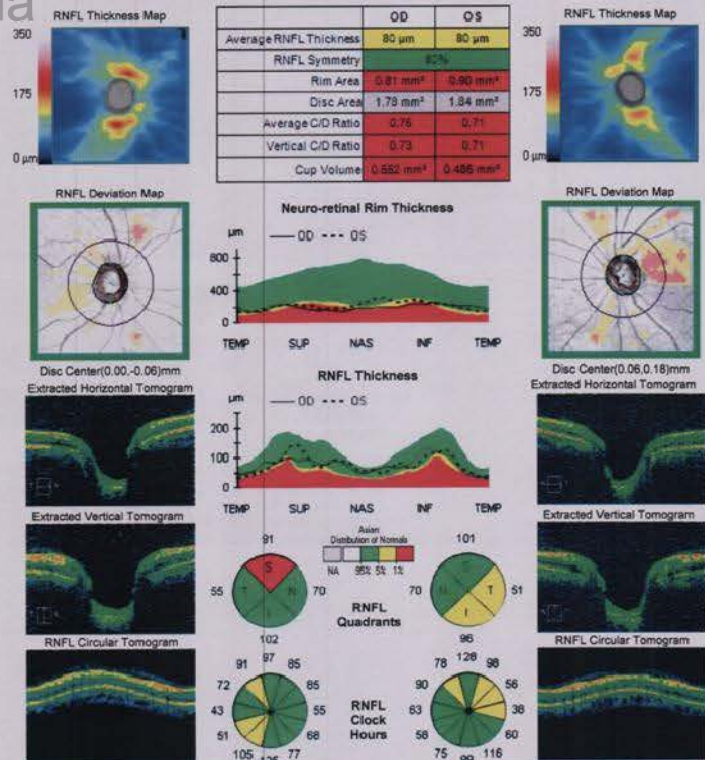 RNFL Thickness Map
350
175
0 µm
OD OS
Average RNFL Thickness 80 µm 80 µm
RNFL Symmetry
Rim Area 0.81 mm² 0.90 mm²
Disc Area 1.78 mm² 1.84 mm²
Average C/D Ratio 0.75 0.71
Vertical C/D Ratio 0.73 0.71
Cup Volume 0.552 mm³ 0.486 mm³
RNFL Thickness Map
350
175
0 µm
RNFL Deviation Map
Disc Center(0.00,-0.06)mm
Neuro-retinal Rim Thickness
µm OD OS
800
400
0
TEMP SUP NAS INF TEMP
RNFL Deviation Map
Disc Center(0.06,0.18)mm
Extracted Horizontal Tomogram
RNFL Thickness
µm OD OS
200
100
0
TEMP SUP NAS INF TEMP
Extracted Horizontal Tomogram
Extracted Vertical Tomogram
91
S
55 T N 70
I
102
Asian
Distribution of Normals
NA 95% 5% 1%
RNFL
Quadrants
101
S
70 N T 51
I
96
Extracted Vertical Tomogram
RNFL Circular Tomogram
97
91 85
72 85
43 55
51 68
105 77
RNFL
Clock
Hours
128
78 98
90 56
63 38
58 60
75 116
RNFL Circular Tomogram